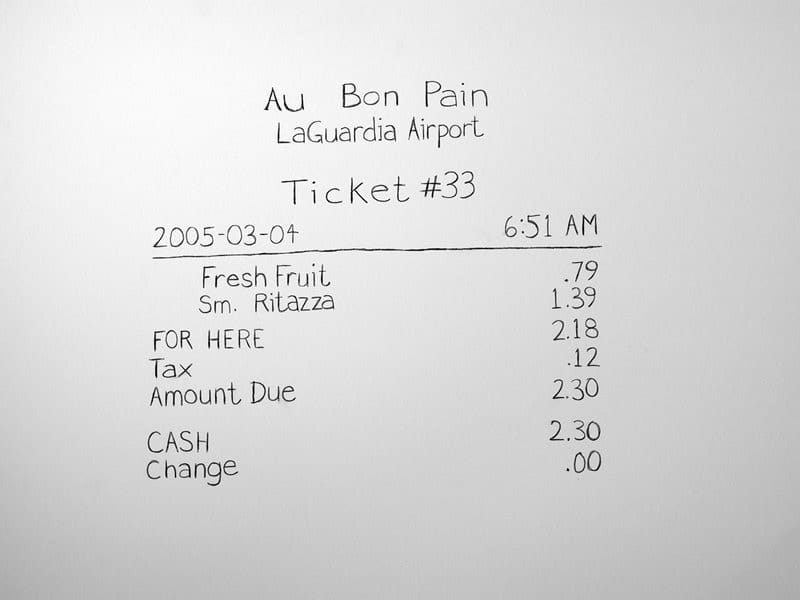 Au Bon Pain
LaGuardia Airport
Ticket #33
2005-03-04 6:51 AM
Fresh Fruit .79
Sm. Ritazza 1.39
FOR HERE 2.18
Tax .12
Amount Due 2.30
CASH 2.30
Change .00